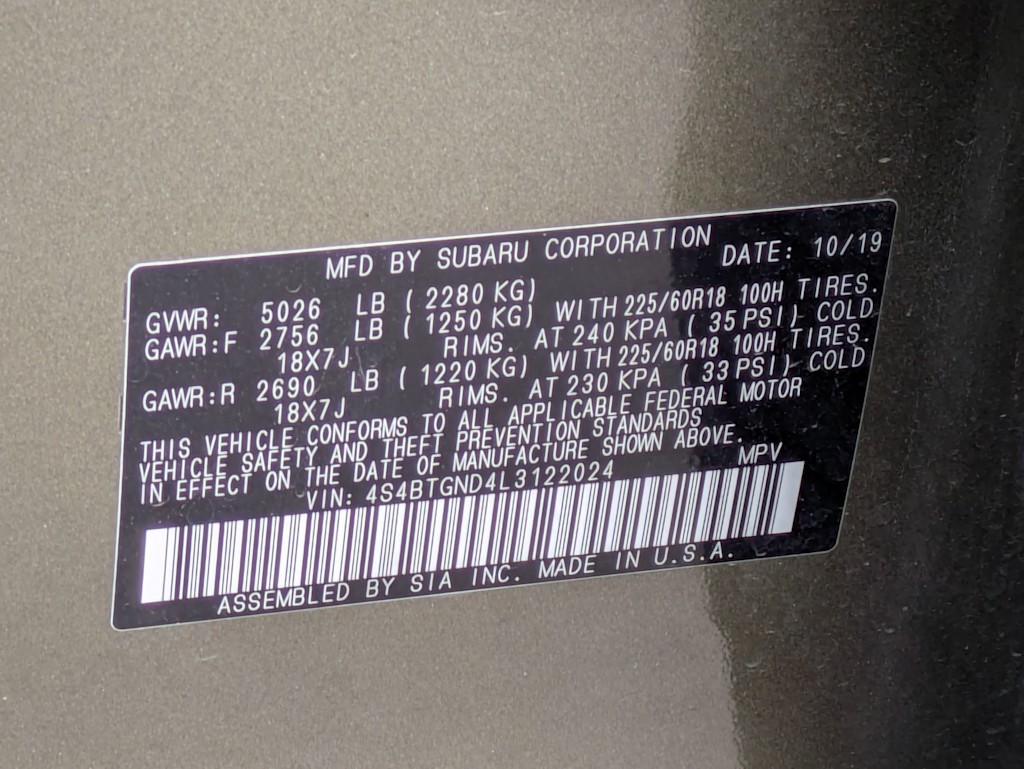 MFD BY SUBARU CORPORATION DATE: 10/19
GVWR: 5026 LB ( 2280 KG)
GAWR:F 2756 LB ( 1250 KG) WITH 225/60R18 100H TIRES.
18X7J RIMS. AT 240 KPA ( 35 PSI) COLD
GAWR:R 2690 LB ( 1220 KG) WITH 225/60R18 100H TIRES.
18X7J RIMS. AT 230 KPA ( 33 PSI) COLD
THIS VEHICLE CONFORMS TO ALL APPLICABLE FEDERAL MOTOR
VEHICLE SAFETY AND THEFT PREVENTION STANDARDS
IN EFFECT ON THE DATE OF MANUFACTURE SHOWN ABOVE.
VIN: 4S4BTGND4L3122024 MPV
ASSEMBLED BY SIA INC. MADE IN U.S.A.